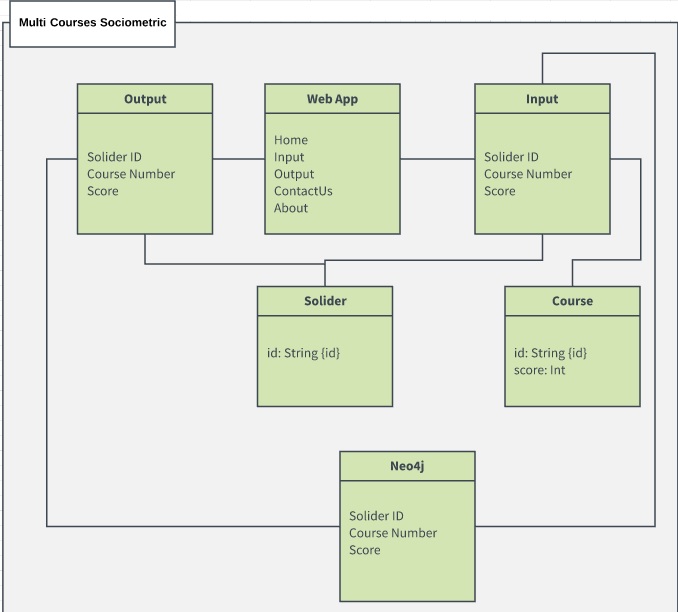 Multi Courses Sociometric
Output
Solider ID
Course Number
Score
Web App
Home
Input
Output
ContactUs
About
Input
Solider ID
Course Number
Score
Solider
id: String {id}
Course
id: String {id}
score: Int
Neo4j
Solider ID
Course Number
Score